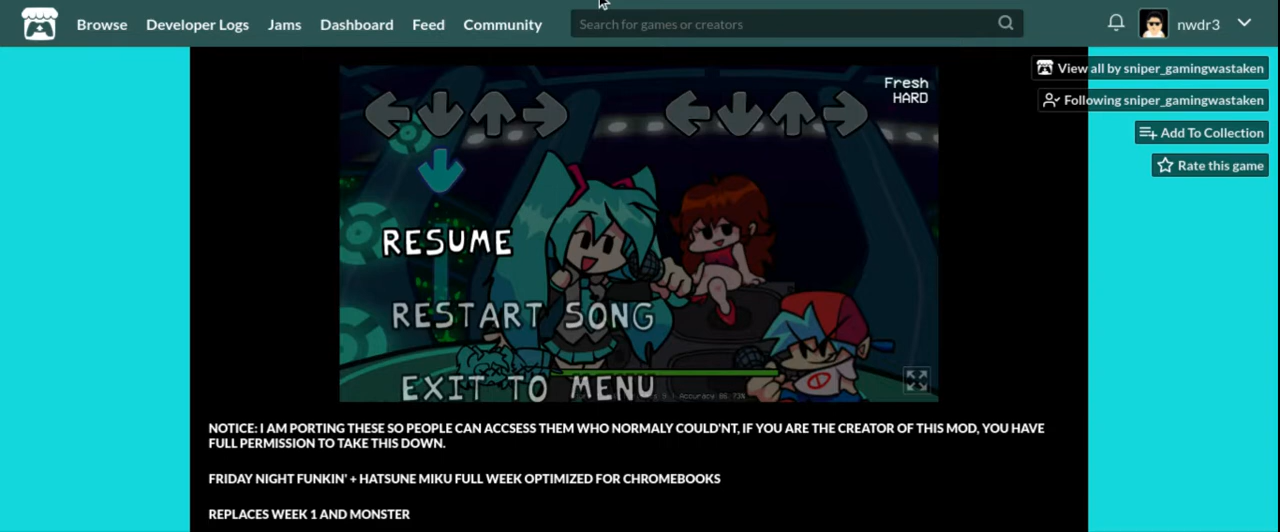 Browse Developer Logs Jams Dashboard Feed Community Search for games or creators nwdr3
View all by sniper_gamingwastaken
Following sniper_gamingwastaken
Add To Collection
Rate this game
Fresh
HARD
RESUME
RESTART SONG
EXIT TO MENU
Accuracy 86.73%
NOTICE: I AM PORTING THESE SO PEOPLE CAN ACCSESS THEM WHO NORMALY COULD'NT, IF YOU ARE THE CREATOR OF THIS MOD, YOU HAVE
FULL PERMISSION TO TAKE THIS DOWN.
FRIDAY NIGHT FUNKIN' + HATSUNE MIKU FULL WEEK OPTIMIZED FOR CHROMEBOOKS
REPLACES WEEK 1 AND MONSTER